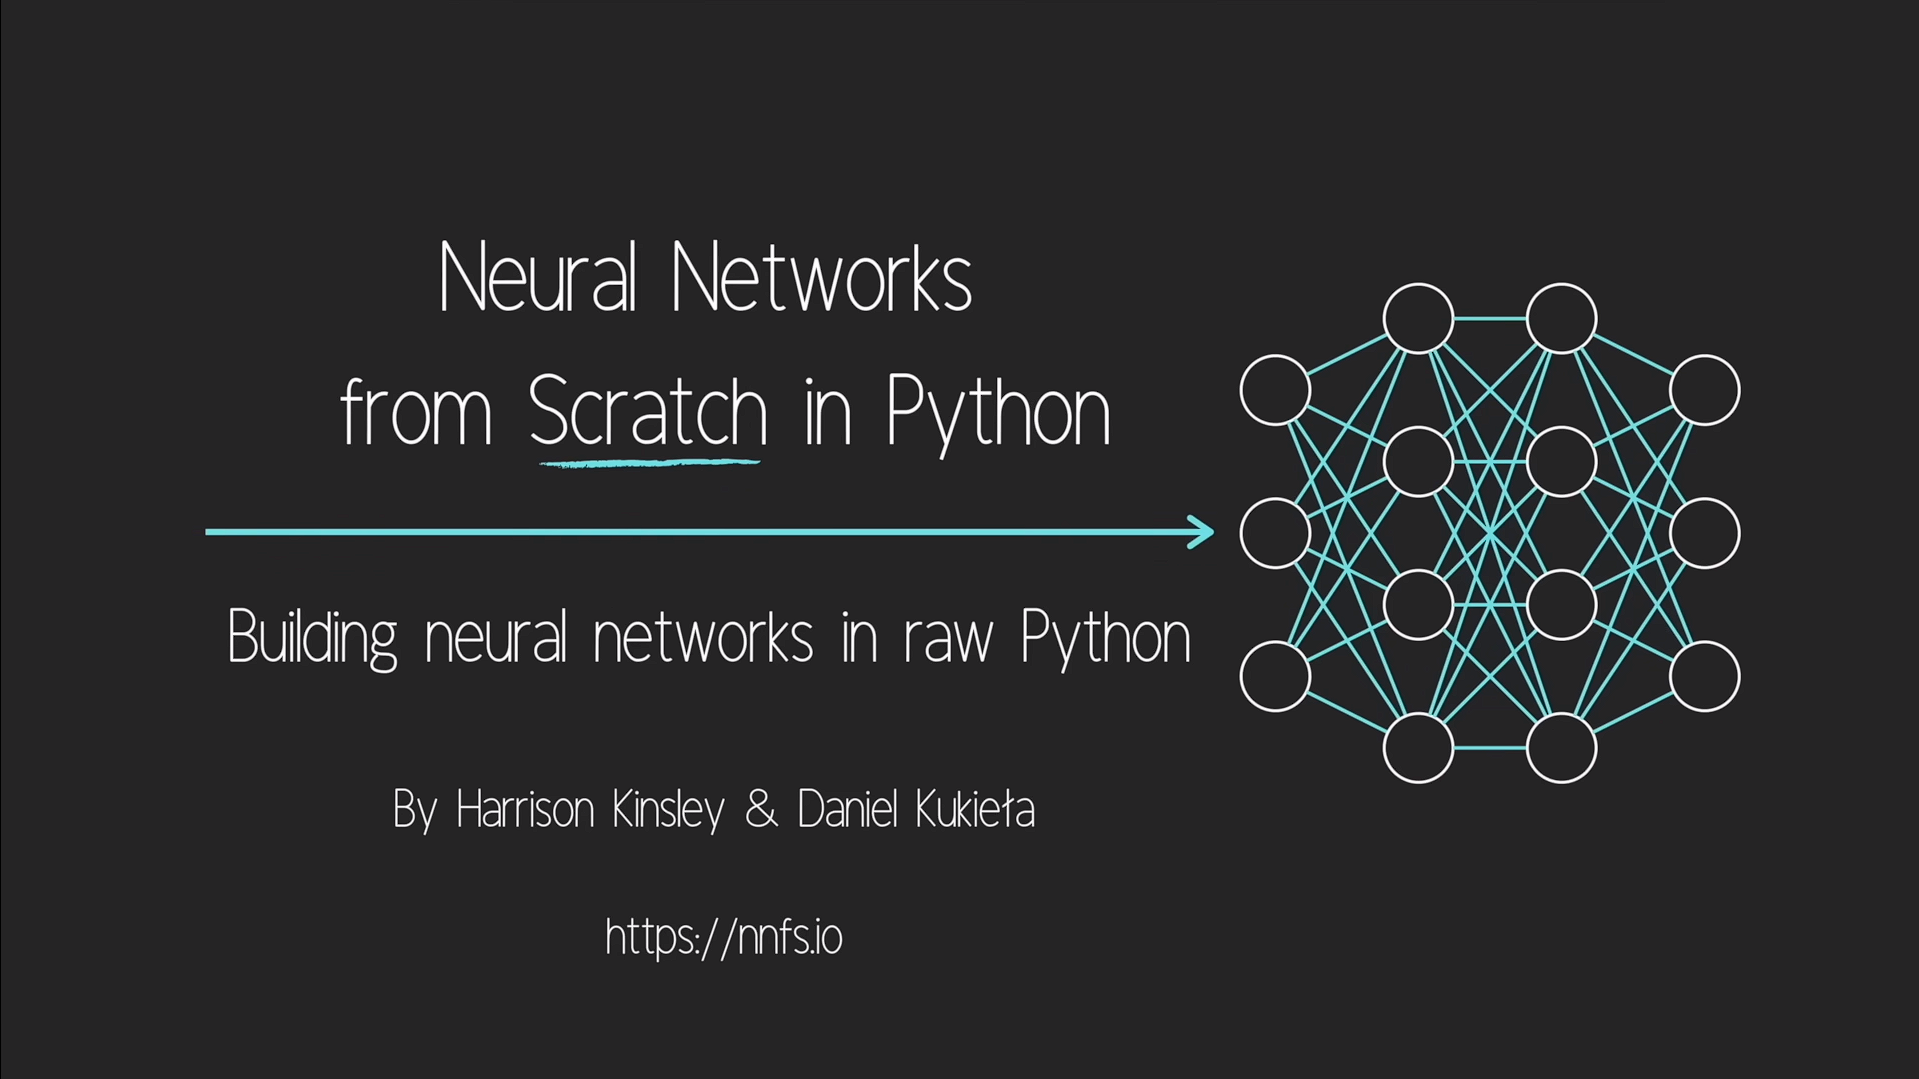 Neural Networks
from Scratch in Python
Building neural networks in raw Python
By Harrison Kinsley & Daniel Kukieła
https://nnfs.io